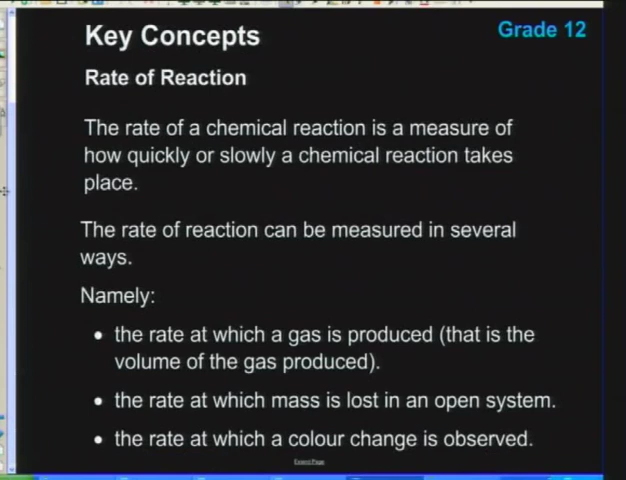 Key Concepts
Grade 12
Rate of Reaction
The rate of a chemical reaction is a measure of
how quickly or slowly a chemical reaction takes
place.
The rate of reaction can be measured in several
ways.
Namely:
• the rate at which a gas is produced (that is the
volume of the gas produced).
• the rate at which mass is lost in an open system.
• the rate at which a colour change is observed.
Extend Page